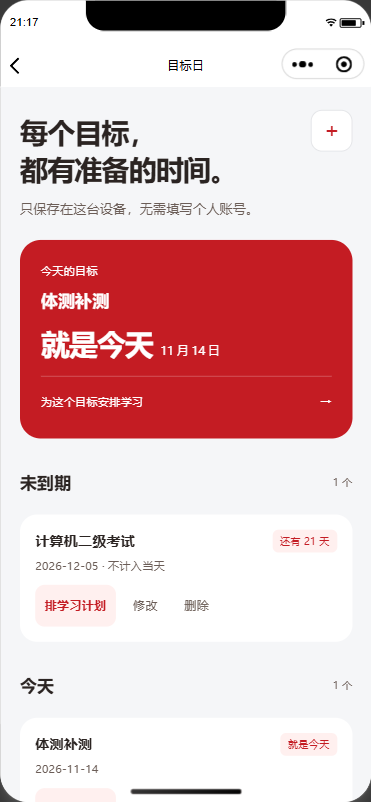 21:17
目标日
每个目标，
都有准备的时间。
+
只保存在这台设备，无需填写个人账号。
今天的目标
体测补测
就是今天 11 月 14 日
为这个目标安排学习 →
未到期 1 个
计算机二级考试 还有 21 天
2026-12-05 · 不计入当天
排学习计划 修改 删除
今天 1 个
体测补测 就是今天
2026-11-14